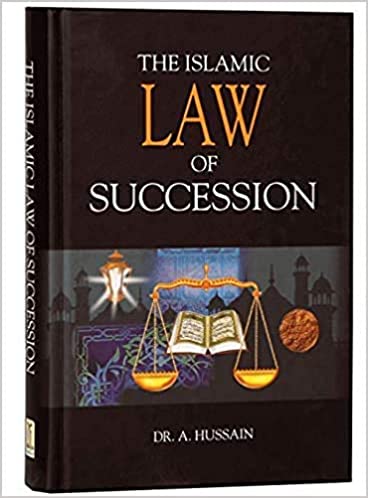 THE ISLAMIC
LAW
OF
SUCCESSION
DR. A. HUSSAIN
THE ISLAMIC LAW OF SUCCESSION